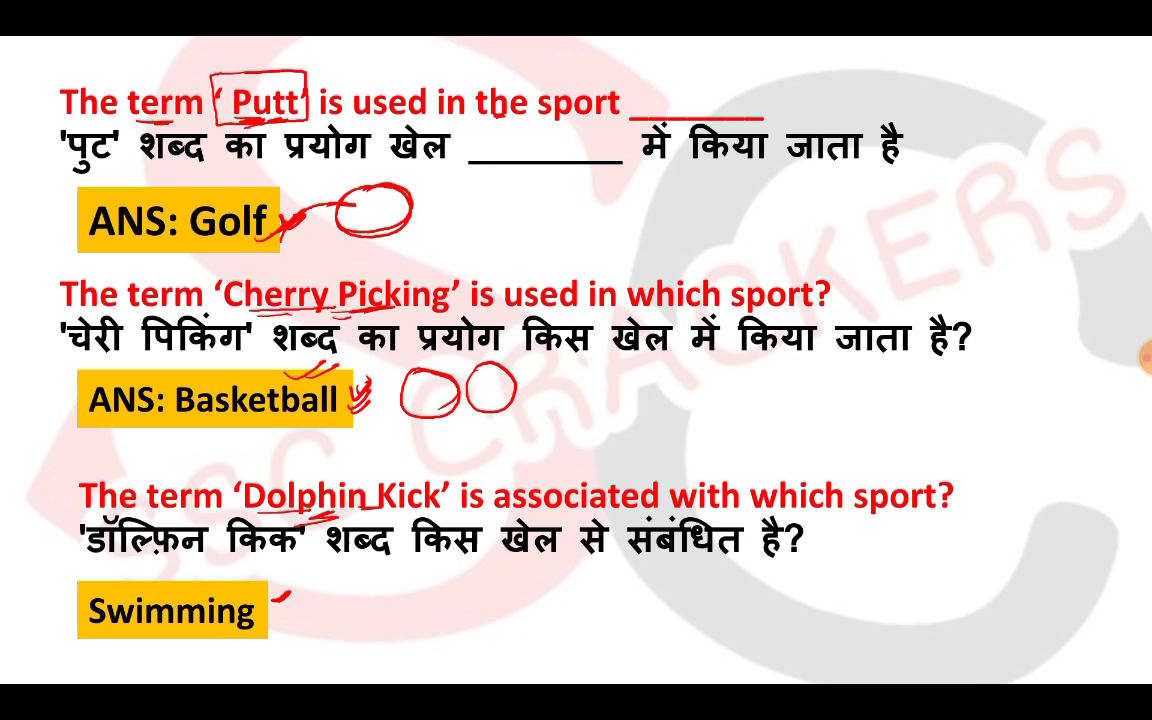 The term ‘ Putt’ is used in the sport ________
'पुट' शब्द का प्रयोग खेल ________ में किया जाता है
ANS: Golf
The term ‘Cherry Picking’ is used in which sport?
'चेरी पिकिंग' शब्द का प्रयोग किस खेल में किया जाता है?
ANS: Basketball
The term ‘Dolphin Kick’ is associated with which sport?
'डॉल्फ़िन किक' शब्द किस खेल से संबंधित है?
Swimming
SSC CRACKERS